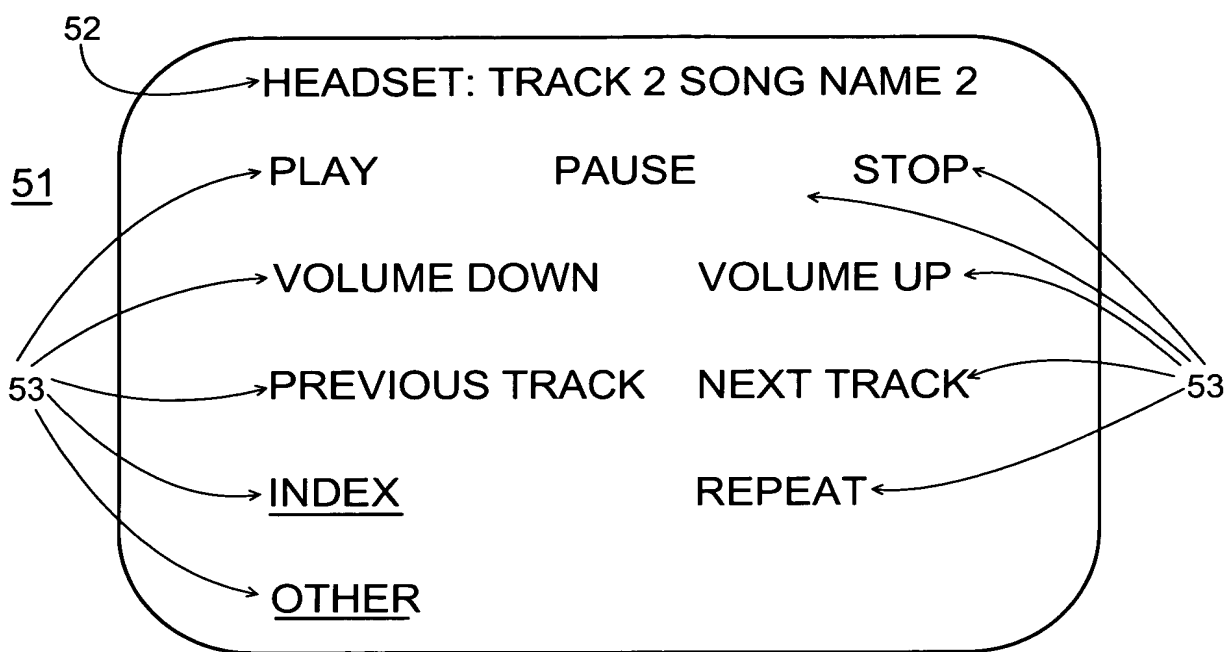 52
HEADSET: TRACK 2 SONG NAME 2
51
PLAY PAUSE STOP
VOLUME DOWN VOLUME UP
53 PREVIOUS TRACK NEXT TRACK 53
INDEX REPEAT
OTHER